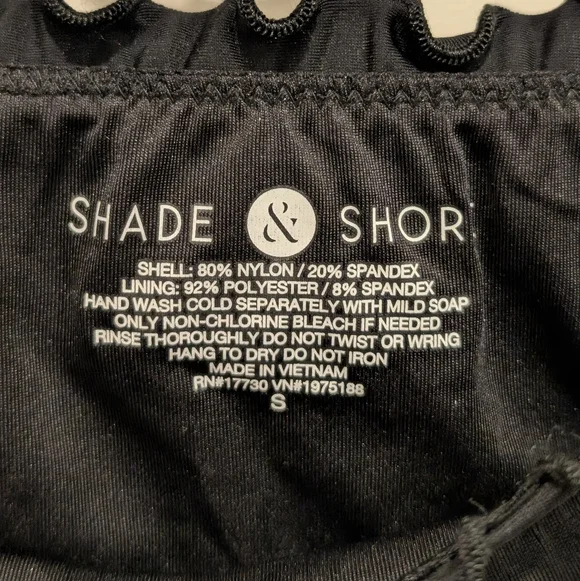 SHADE & SHOR
SHELL: 80% NYLON / 20% SPANDEX
LINING: 92% POLYESTER / 8% SPANDEX
HAND WASH COLD SEPARATELY WITH MILD SOAP
ONLY NON-CHLORINE BLEACH IF NEEDED
RINSE THOROUGHLY DO NOT TWIST OR WRING
HANG TO DRY DO NOT IRON
MADE IN VIETNAM
RN#17730 VN#1975188
S